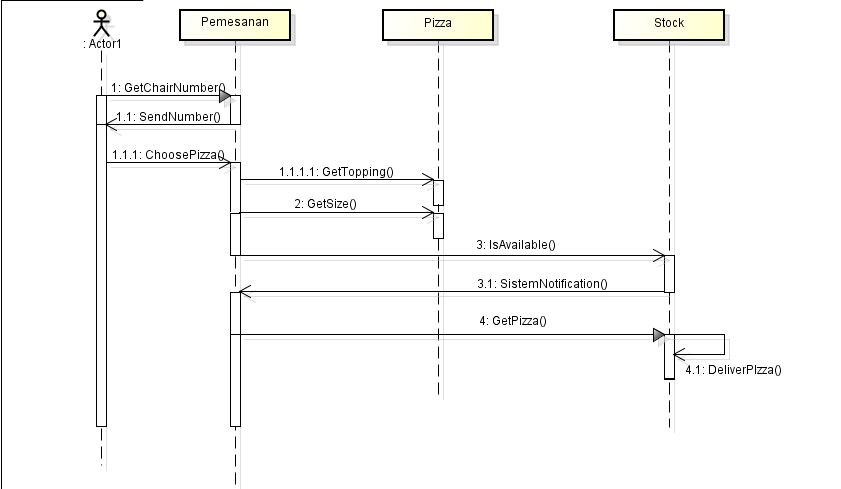 Pemesanan
Pizza
Stock
: Actor1
1: GetChairNumber()
1.1: SendNumber()
1.1.1: ChoosePizza()
1.1.1.1: GetTopping()
2: GetSize()
3: IsAvailable()
3.1: SistemNotification()
4: GetPizza()
4.1: DeliverPIzza()